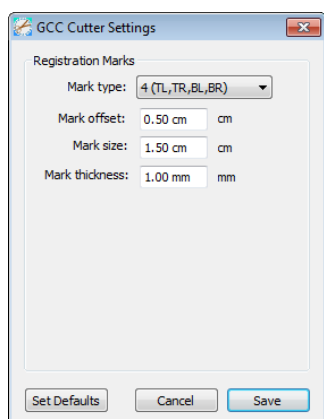 GCC Cutter Settings
Registration Marks
Mark type: 4 (TL,TR,BL,BR)
Mark offset: 0.50 cm cm
Mark size: 1.50 cm cm
Mark thickness: 1.00 mm mm
Set Defaults Cancel Save